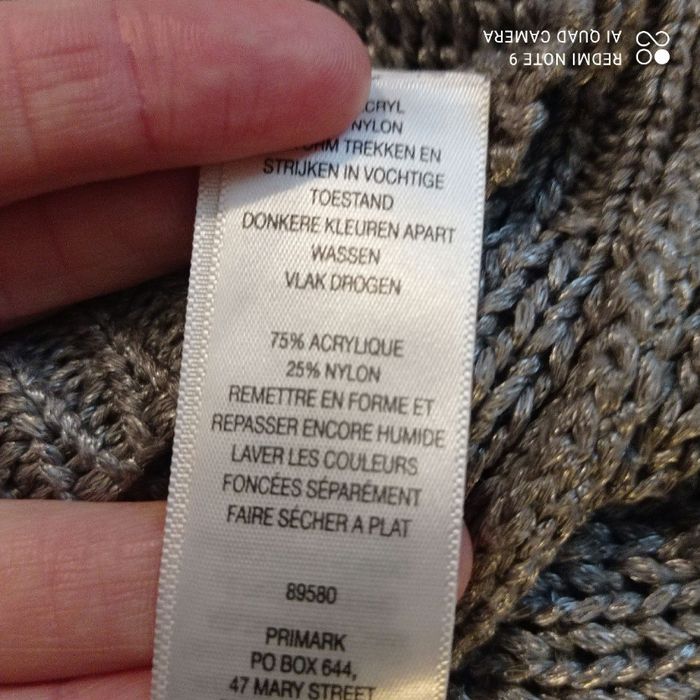 REDMI NOTE 9
AI QUAD CAMERA
NYLON
TREKKEN EN
STRIJKEN IN VOCHTIGE
TOESTAND
DONKERE KLEUREN APART
WASSEN
VLAK DROGEN
75% ACRYLIQUE
25% NYLON
REMETTRE EN FORME ET
REPASSER ENCORE HUMIDE
LAVER LES COULEURS
FONCÉES SÉPARÉMENT
FAIRE SÉCHER A PLAT
89580
PRIMARK
PO BOX 644,
47 MARY STREET